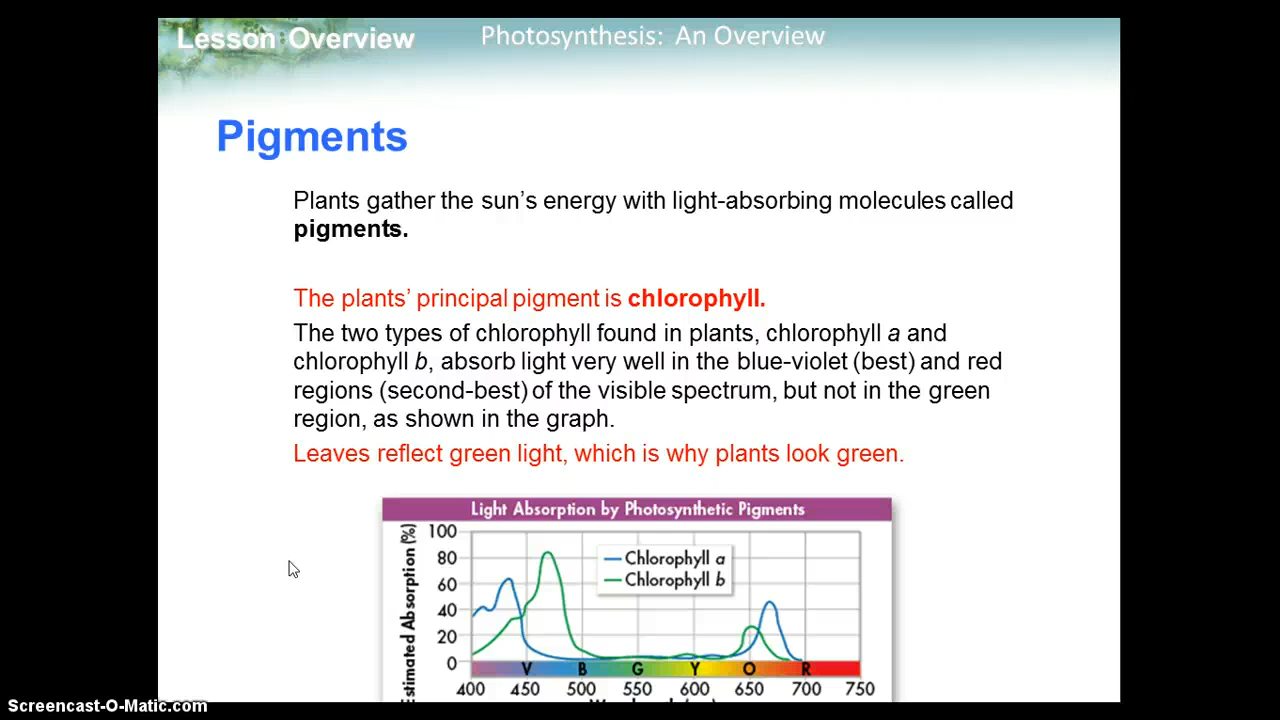 Lesson Overview
Photosynthesis: An Overview
Pigments
Plants gather the sun's energy with light-absorbing molecules called
pigments.
The plants' principal pigment is chlorophyll.
The two types of chlorophyll found in plants, chlorophyll a and
chlorophyll b, absorb light very well in the blue-violet (best) and red
regions (second-best) of the visible spectrum, but not in the green
region, as shown in the graph.
Leaves reflect green light, which is why plants look green.
Light Absorption by Photosynthetic Pigments
Estimated Absorption (%)
100
80
60
40
20
0
Chlorophyll a
Chlorophyll b
V B G Y O R
400 450 500 550 600 650 700 750
Screencast-O-Matic.com